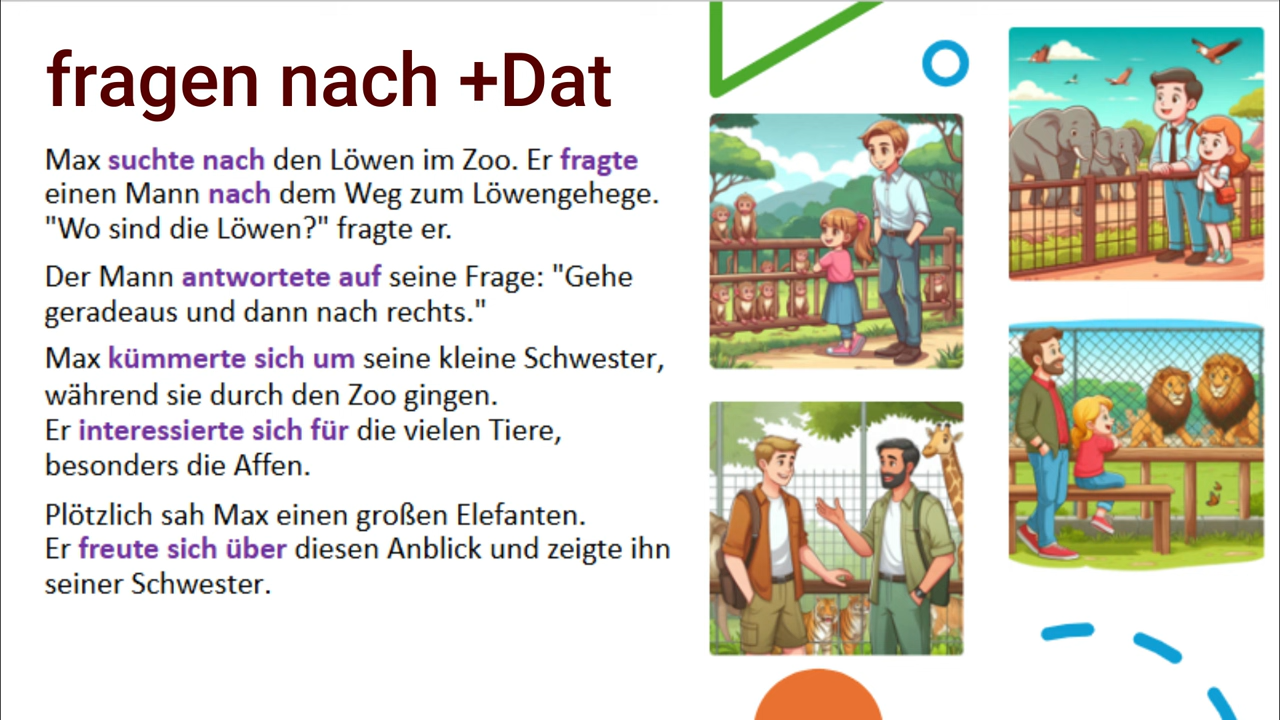 fragen nach +Dat
Max suchte nach den Löwen im Zoo. Er fragte
einen Mann nach dem Weg zum Löwengehege.
"Wo sind die Löwen?" fragte er.
Der Mann antwortete auf seine Frage: "Gehe
geradeaus und dann nach rechts."
Max kümmerte sich um seine kleine Schwester,
während sie durch den Zoo gingen.
Er interessierte sich für die vielen Tiere,
besonders die Affen.
Plötzlich sah Max einen großen Elefanten.
Er freute sich über diesen Anblick und zeigte ihn
seiner Schwester.